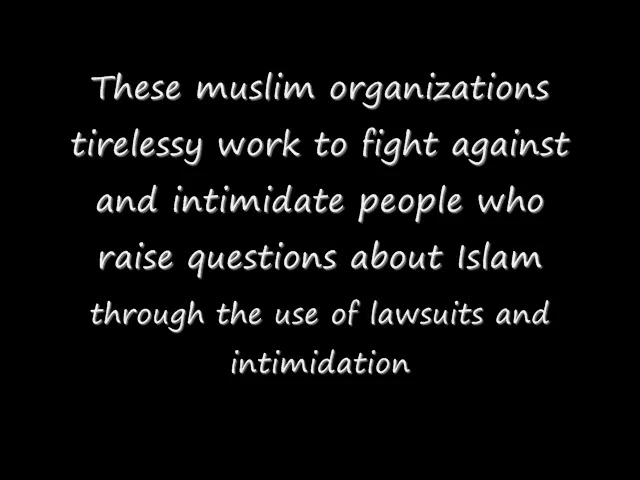 These muslim organizations
tirelessy work to fight against
and intimidate people who
raise questions about Islam
through the use of lawsuits and
intimidation